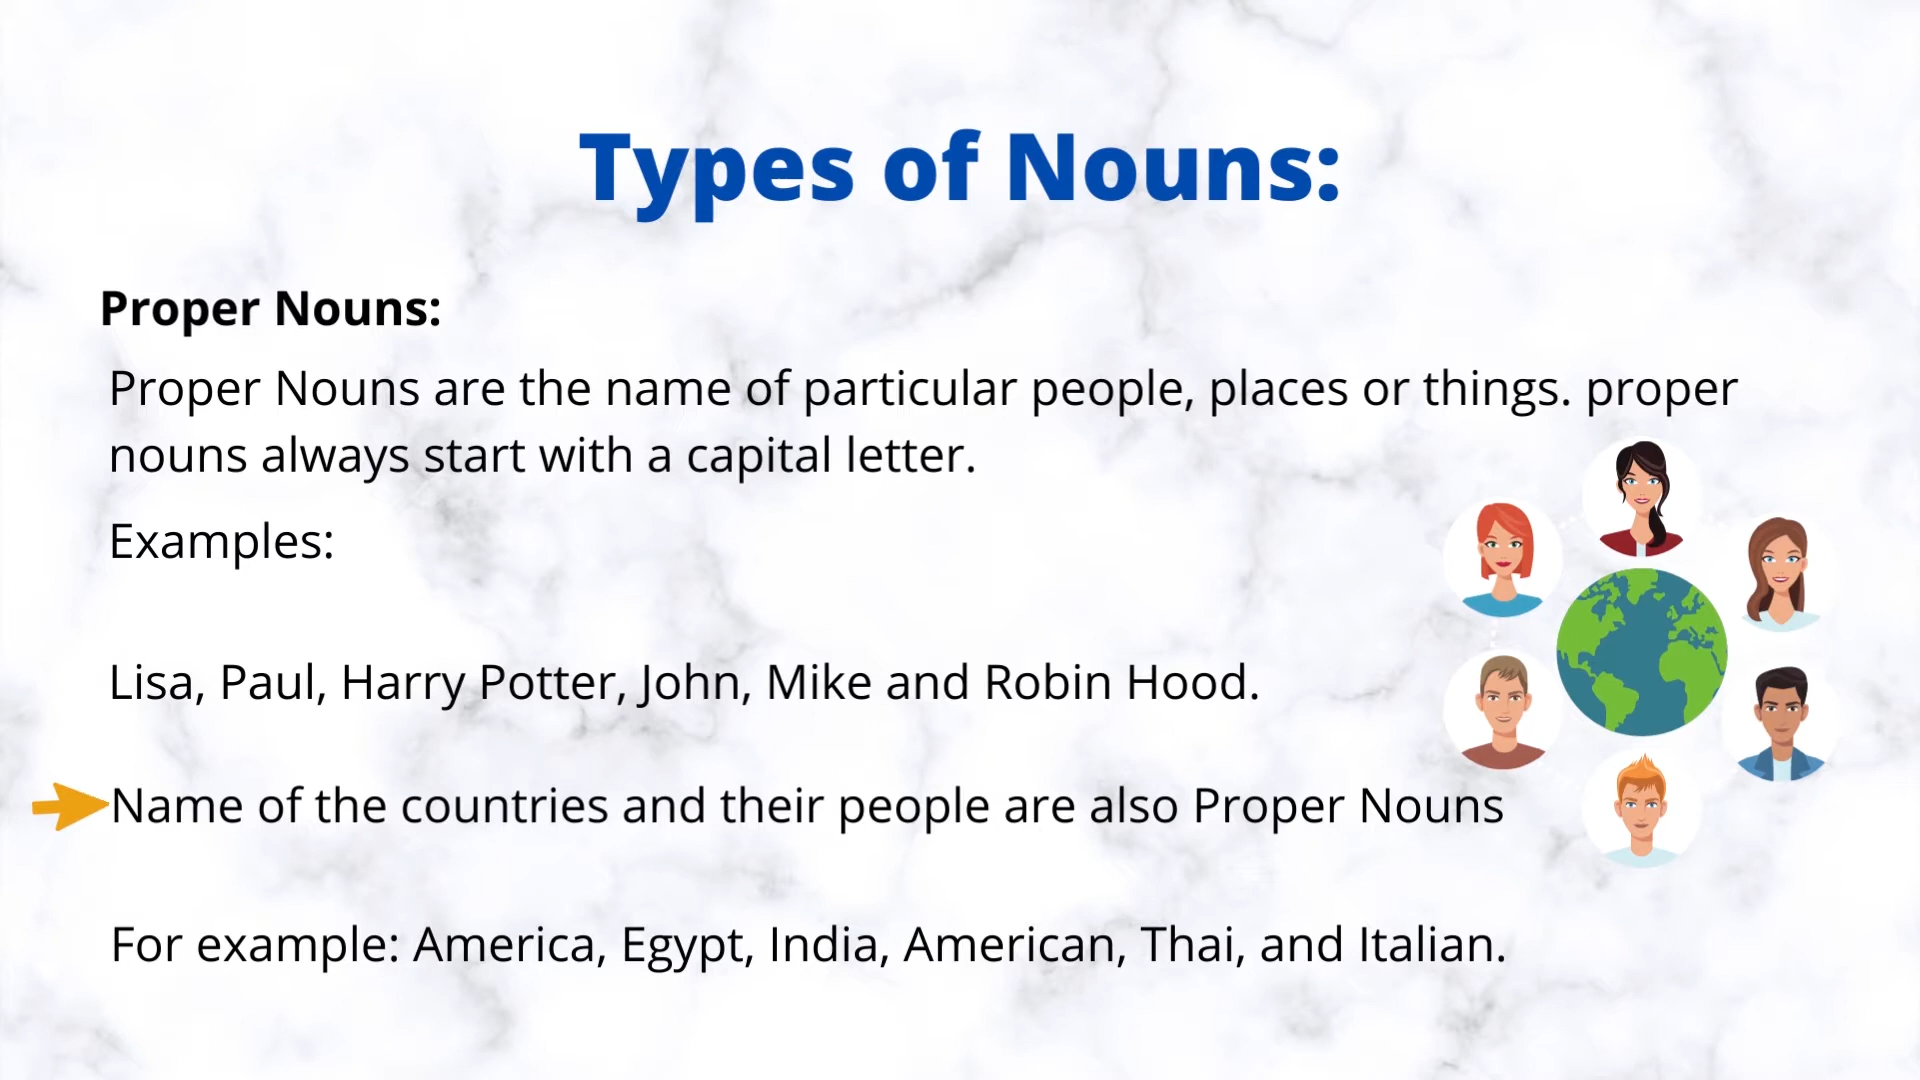 Types of Nouns:
Proper Nouns:
Proper Nouns are the name of particular people, places or things. proper
nouns always start with a capital letter.
Examples:
Lisa, Paul, Harry Potter, John, Mike and Robin Hood.
Name of the countries and their people are also Proper Nouns
For example: America, Egypt, India, American, Thai, and Italian.